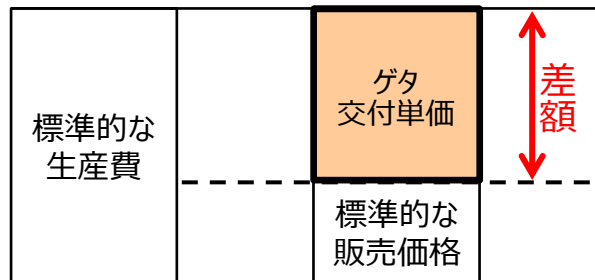 標準的な
生産費
ゲタ
交付単価
標準的な
販売価格
差額